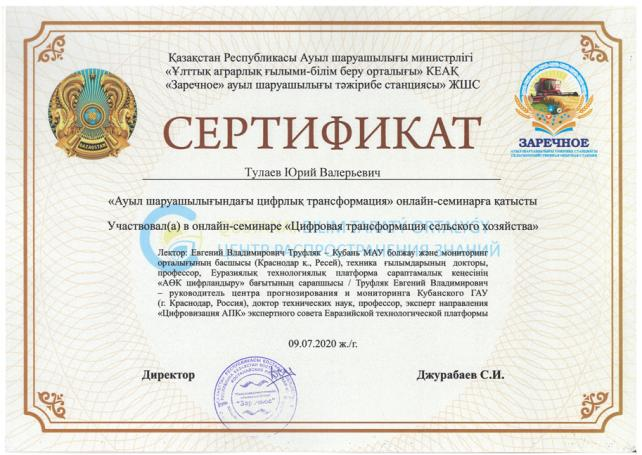 Қазақстан Республикасы Ауыл шаруашылығы министрлігі
«Ұлттық аграрлық ғылыми-білім беру орталығы» КЕАҚ
«Заречное» ауыл шаруашылығы тәжірибе станциясы» ЖШС
ЗАРЕЧНОЕ
СЕРТИФИКАТ
Тулаев Юрий Валерьевич
«Ауыл шаруашылығындағы цифрлық трансформация» онлайн-семинарға қатысты
Участвовал(а) в онлайн-семинаре «Цифровая трансформация сельского хозяйства»
BILIM TARATÝ ORTALYǴY
ЦЕНТР РАСПРОСТРАНЕНИЯ ЗНАНИЙ
Лектор: Евгений Владимирович Труфляк – Кубань МАУ болжау және мониторинг
орталығының басшысы (Краснодар қ., Ресей), техника ғылымдарының докторы,
профессор, Еуразиялық технологиялық платформа сараптамалық кеңесінің
«АӨК цифрландыру» бағытының сарапшысы / Труфляк Евгений Владимирович
– руководитель центра прогнозирования и мониторинга Кубанского ГАУ
(г. Краснодар, Россия), доктор технических наук, профессор, эксперт направления
«Цифровизация АПК» экспертного совета Евразийской технологической платформы
09.07.2020 ж./г.
Директор
Джурабаев С.И.
"Заречное"